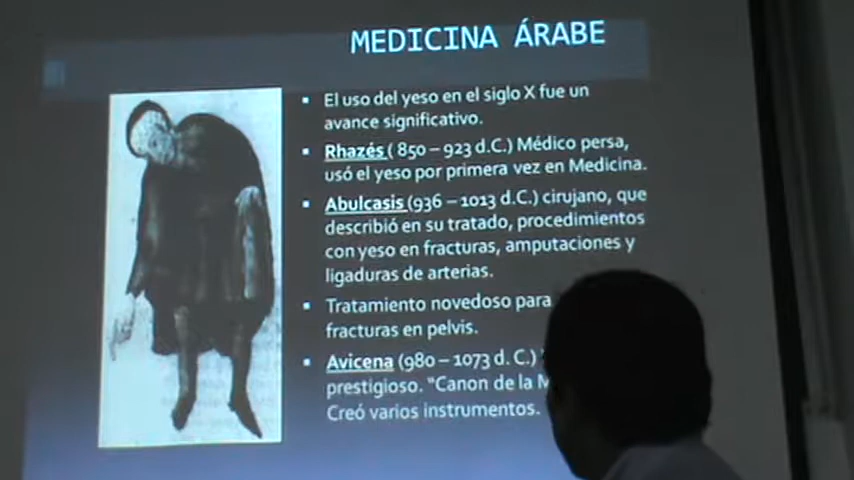 MEDICINA ÁRABE
▪ El uso del yeso en el siglo X fue un
avance significativo.
▪ Rhazés ( 850 – 923 d.C.) Médico persa,
usó el yeso por primera vez en Medicina.
▪ Abulcasis (936 – 1013 d.C.) cirujano, que
describió en su tratado, procedimientos
con yeso en fracturas, amputaciones y
ligaduras de arterias.
▪ Tratamiento novedoso para
fracturas en pelvis.
▪ Avicena (980 – 1073 d. C.)
prestigioso. "Canon de la
Creó varios instrumentos.